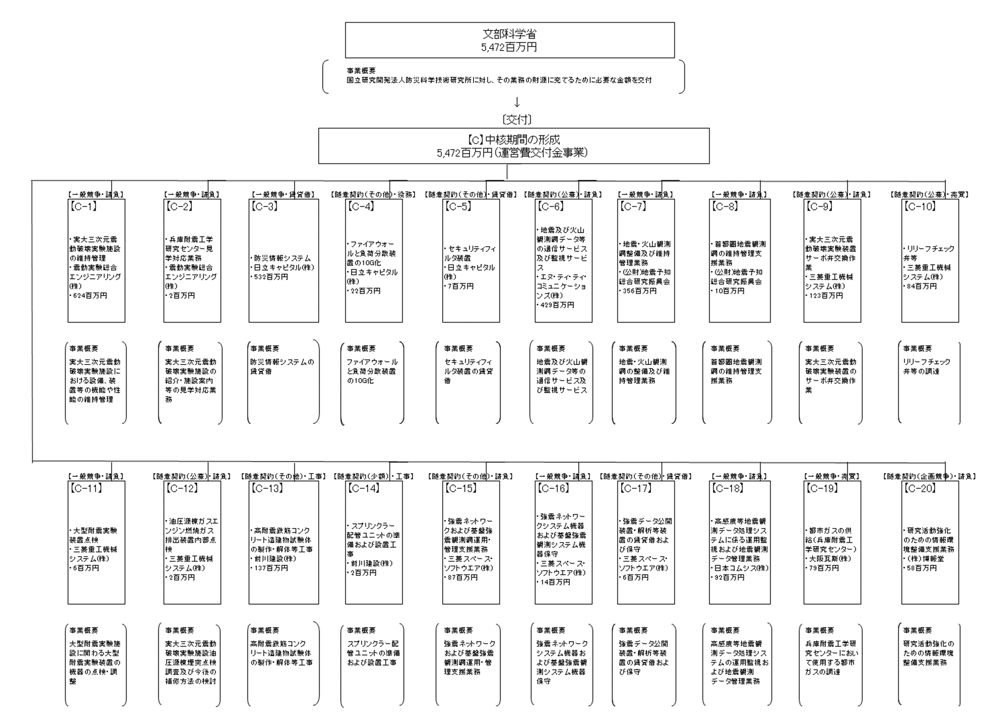 文部科学省
5,472百万円
事業概要
国立研究開発法人防災科学技術研究所に対し、その業務の財源に充てるために必要な金額を交付
↓
〔交付〕
【C】中核期間の形成
5,472百万円（運営費交付金事業）
【一般競争・請負】
【C-1】
・実大三次元震
動破壊実験施設
の維持管理
・震動実験総合
エンジニアリング
(株)
・624百万円
事業概要
実大三次元震動
破壊実験施設に
おける設備、装
置等の機能や性
能の維持管理
【一般競争・請負】
【C-2】
・兵庫耐震工学
研究センター見
学対応業務
・震動実験総合
エンジニアリング
(株)
・2百万円
事業概要
実大三次元震動
破壊実験施設の
紹介・施設案内
等の見学対応業
務
【一般競争・賃貸借】
【C-3】
・防災情報システム
・日立キャピタル(株)
・532百万円
事業概要
防災情報システムの
賃貸借
【随意契約(その他)・役務】
【C-4】
・ファイアウォー
ルと負荷分散装
置の10G化
・日立キャピタル
(株)
・22百万円
事業概要
ファイアウォール
と負荷分散装置
の10G化
【随意契約(その他)・賃貸借】
【C-5】
・セキュリティフィ
ルタ装置
・日立キャピタル
(株)
・7百万円
事業概要
セキュリティフィ
ルタ装置の賃貸
借
【随意契約(公募)・請負】
【C-6】
・地震及び火山
観測網データ等
の通信サービス
及び監視サービ
ス
・エヌ・ティ・ティ・
コミュニケーショ
ンズ(株)
・429百万円
事業概要
地震及び火山観
測網データ等の
通信サービス及
び監視サービス
【一般競争・請負】
【C-7】
・地震・火山観測
網整備及び維持
管理業務
・(公財)地震予知
総合研究振興会
・356百万円
事業概要
地震・火山観測
網の整備及び維
持管理業務
【一般競争・請負】
【C-8】
・首都圏地震観測
網の維持管理支
援業務
・(公財)地震予知
総合研究振興会
・10百万円
事業概要
首都圏地震観測
網の維持管理支
援業務
【随意契約(公募)・請負】
【C-9】
・実大三次元震
動破壊実験装置
サーボ弁交換作
業
・三菱重工機械
システム(株)
・123百万円
事業概要
実大三次元震動
破壊実験装置の
サーボ弁交換作
業
【随意契約(公募)・売買】
【C-10】
・リリーフチェック
弁等
・三菱重工機械
システム(株)
・84百万円
事業概要
リリーフチェック
弁等の調達
【一般競争・請負】
【C-11】
・大型耐震実験
装置点検
・三菱重工機械
システム(株)
・6百万円
事業概要
大型耐震実験施
設に関わる大型
耐震実験装置の
機器の点検・調
整
【随意契約(公募)・請負】
【C-12】
・油圧源棟ガスエ
ンジン燃焼ガス
排出装置内部点
検
・三菱重工機械
システム(株)
・2百万円
事業概要
実大三次元震動
破壊実験施設油
圧源棟煙突点検
調査及び今後の
補修方法の検討
【随意契約(その他)・工事】
【C-13】
・高耐震鉄筋コンク
リート造建物試験体
の製作・解体等工事
・前川建設(株)
・137百万円
事業概要
高耐震鉄筋コンク
リート造建物試験体
の製作・解体等工事
【随意契約(少額)・工事】
【C-14】
・スプリンクラー
配管ユニットの準
備および設置工
事
・前川建設(株)
・2百万円
事業概要
スプリンクラー配
管ユニットの準備
および設置工事
【随意契約(その他)・請負】
【C-15】
・強震ネットワー
クおよび基盤強
震観測網運用・
管理支援業務
・三菱スペース・
ソフトウエア(株)
・87百万円
事業概要
強震ネットワーク
および基盤強震
観測網運用・管
理支援業務
【一般競争・請負】
【C-16】
・強震ネットワー
クシステム機器
および基盤強震
観測システム機
器保守
・三菱スペース・
ソフトウエア(株)
・14百万円
事業概要
強震ネットワーク
システム機器お
よび基盤強震観
測システム機器
保守
【随意契約(その他)・賃貸借】
【C-17】
・強震データ公開
装置・解析等装
置の賃貸借およ
び保守
・三菱スペース・
ソフトウエア(株)
・6百万円
事業概要
強震データ公開
装置・解析等装
置の賃貸借およ
び保守
【一般競争・請負】
【C-18】
・高感度等地震観
測データ処理シス
テムに係る運用監
視および地震観測
データ管理業務
・日本コムシス(株)
・92百万円
事業概要
高感度等地震観
測データ処理シス
テムの運用監視お
よび地震観測
データ管理業務
【一般競争・売買】
【C-19】
・都市ガスの供
給(兵庫耐震工
学研究センター)
・大阪瓦斯(株)
・79百万円
事業概要
兵庫耐震工学研
究センターにおい
て使用する都市
ガスの調達
【随意契約(企画競争)・請負】
【C-20】
・研究活動強化
のための情報環
境整備支援業務
・(株)博報堂
・58百万円
事業概要
研究活動強化の
ための情報環境
整備支援業務